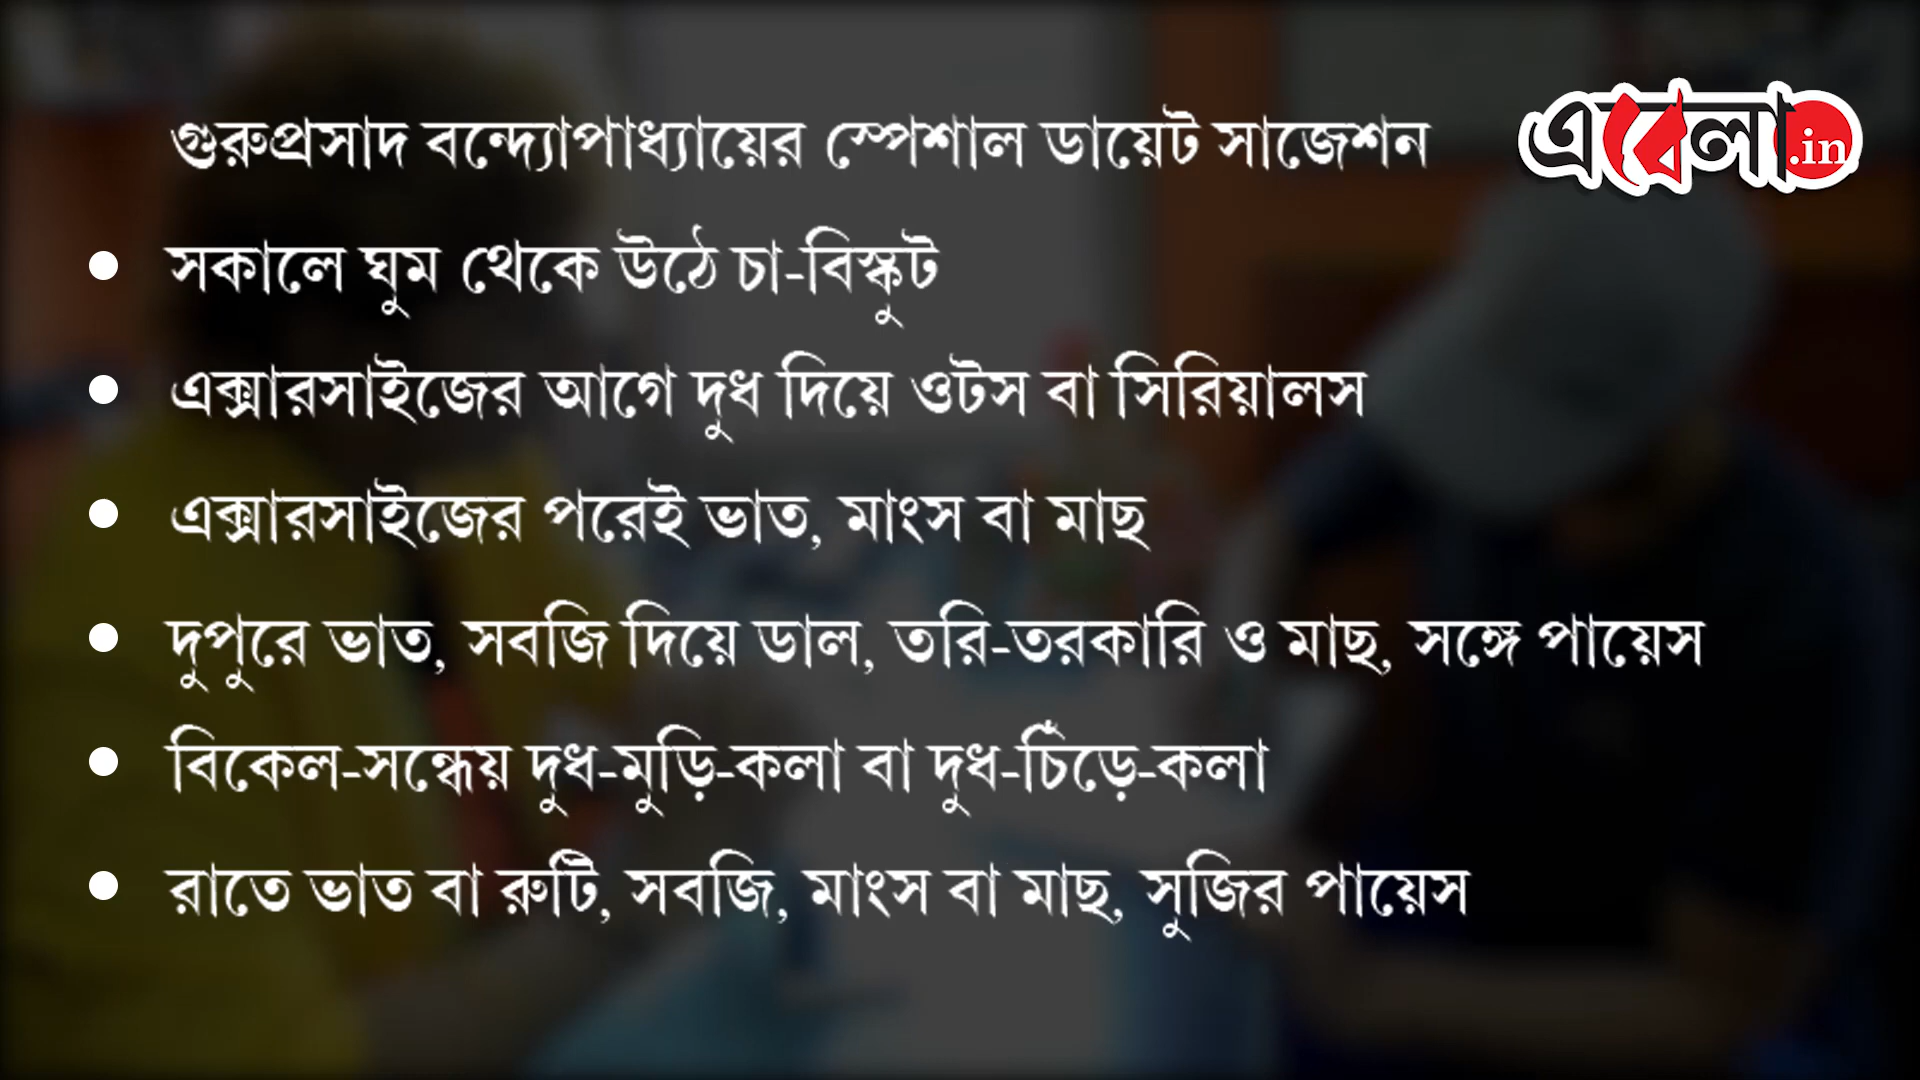 গুরুপ্রসাদ বন্দ্যোপাধ্যায়ের স্পেশাল ডায়েট সাজেশন
এবেলা.in
• সকালে ঘুম থেকে উঠে চা-বিস্কুট
• এক্সারসাইজের আগে দুধ দিয়ে ওটস বা সিরিয়ালস
• এক্সারসাইজের পরেই ভাত, মাংস বা মাছ
• দুপুরে ভাত, সবজি দিয়ে ডাল, তরি-তরকারি ও মাছ, সঙ্গে পায়েস
• বিকেল-সন্ধেয় দুধ-মুড়ি-কলা বা দুধ-চিঁড়ে-কলা
• রাতে ভাত বা রুটি, সবজি, মাংস বা মাছ, সুজির পায়েস